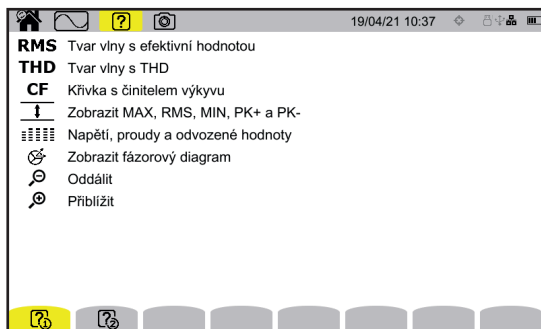 19/04/21 10:37
RMS Tvar vlny s efektivní hodnotou
THD Tvar vlny s THD
CF Křivka s činitelem výkyvu
Zobrazit MAX, RMS, MIN, PK+ a PK-
Napětí, proudy a odvozené hodnoty
Zobrazit fázorový diagram
Oddálit
Přiblížit